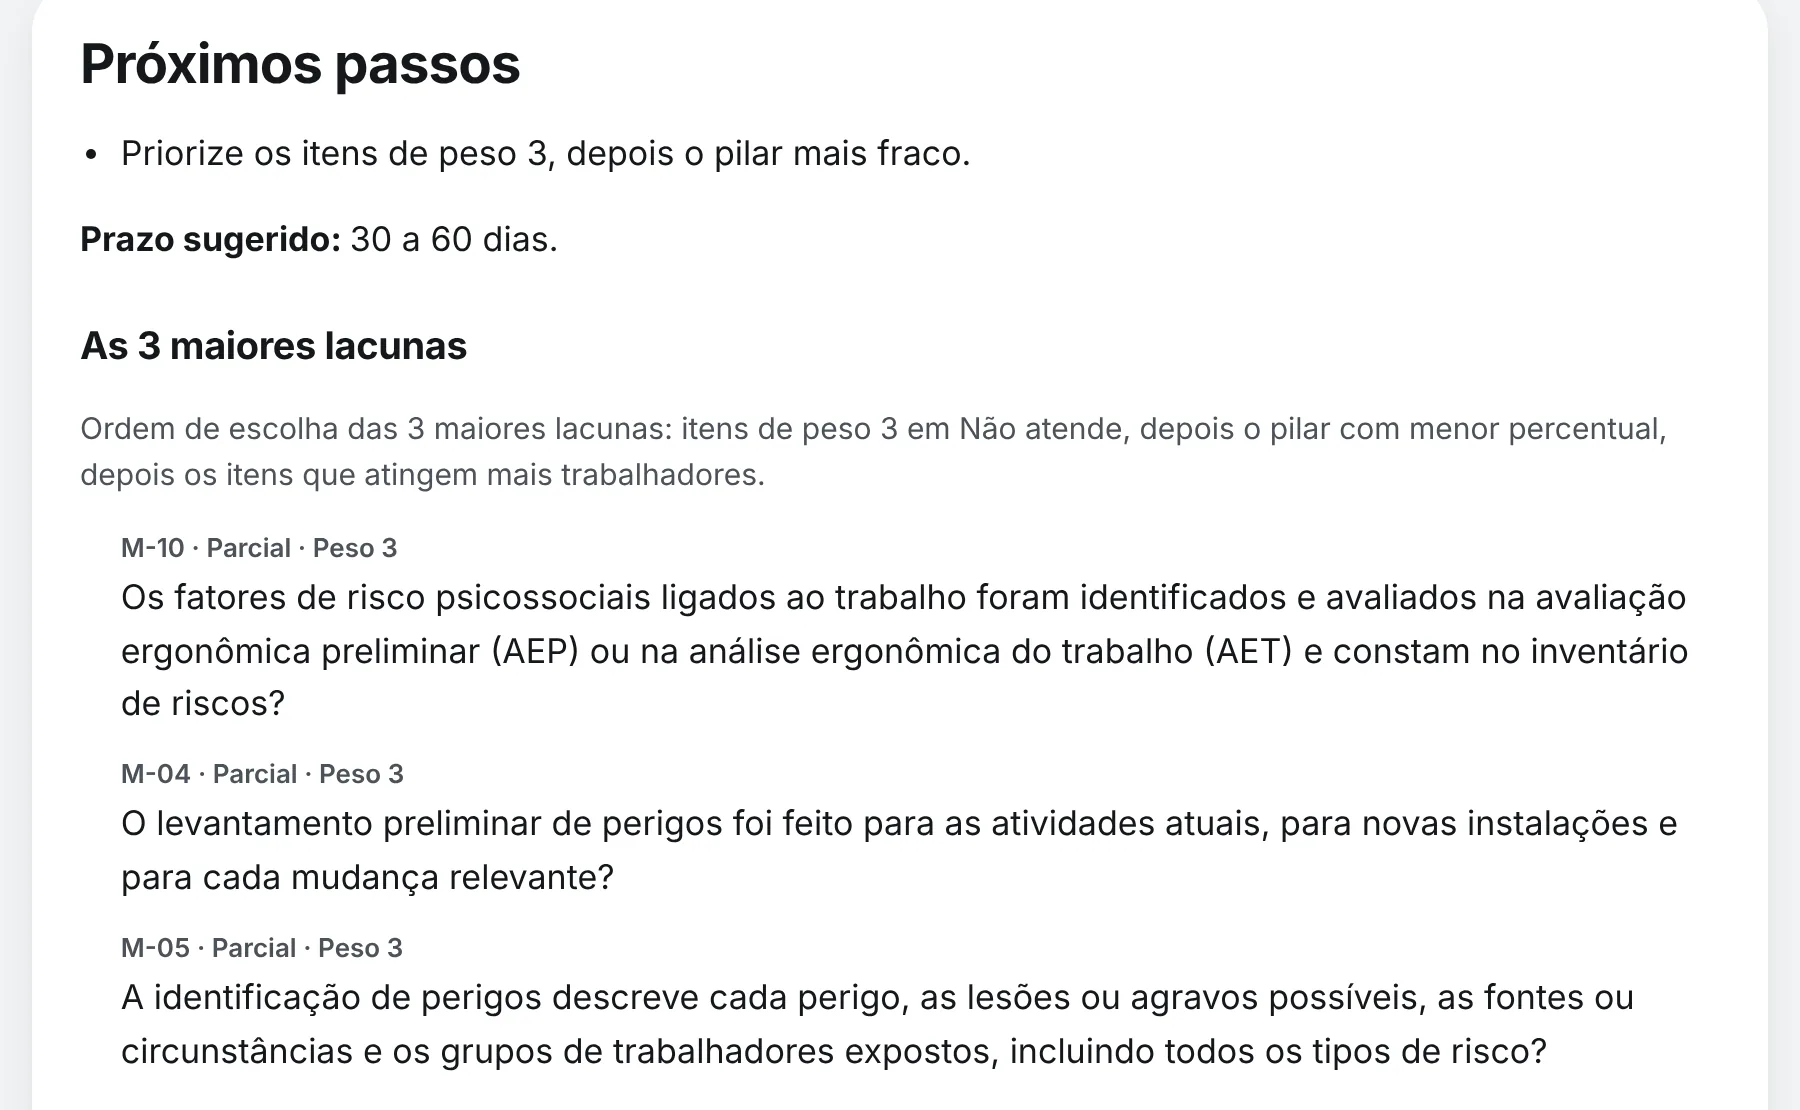 Próximos passos
• Priorize os itens de peso 3, depois o pilar mais fraco.
Prazo sugerido: 30 a 60 dias.
As 3 maiores lacunas
Ordem de escolha das 3 maiores lacunas: itens de peso 3 em Não atende, depois o pilar com menor percentual,
depois os itens que atingem mais trabalhadores.
M-10 · Parcial · Peso 3
Os fatores de risco psicossociais ligados ao trabalho foram identificados e avaliados na avaliação
ergonômica preliminar (AEP) ou na análise ergonômica do trabalho (AET) e constam no inventário
de riscos?
M-04 · Parcial · Peso 3
O levantamento preliminar de perigos foi feito para as atividades atuais, para novas instalações e
para cada mudança relevante?
M-05 · Parcial · Peso 3
A identificação de perigos descreve cada perigo, as lesões ou agravos possíveis, as fontes ou
circunstâncias e os grupos de trabalhadores expostos, incluindo todos os tipos de risco?